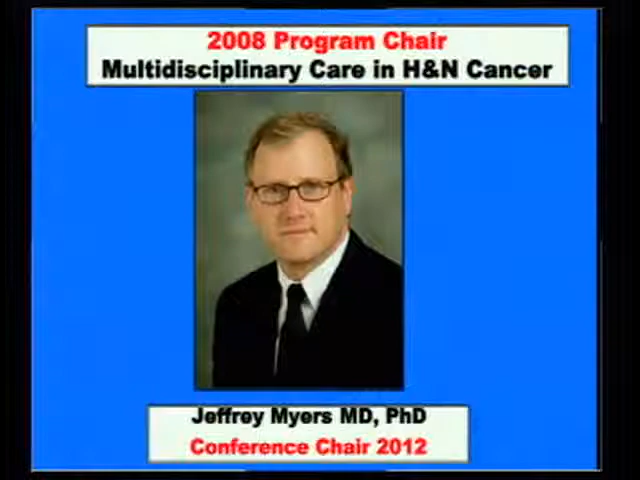 2008 Program Chair
Multidisciplinary Care in H&N Cancer
Jeffrey Myers MD, PhD
Conference Chair 2012